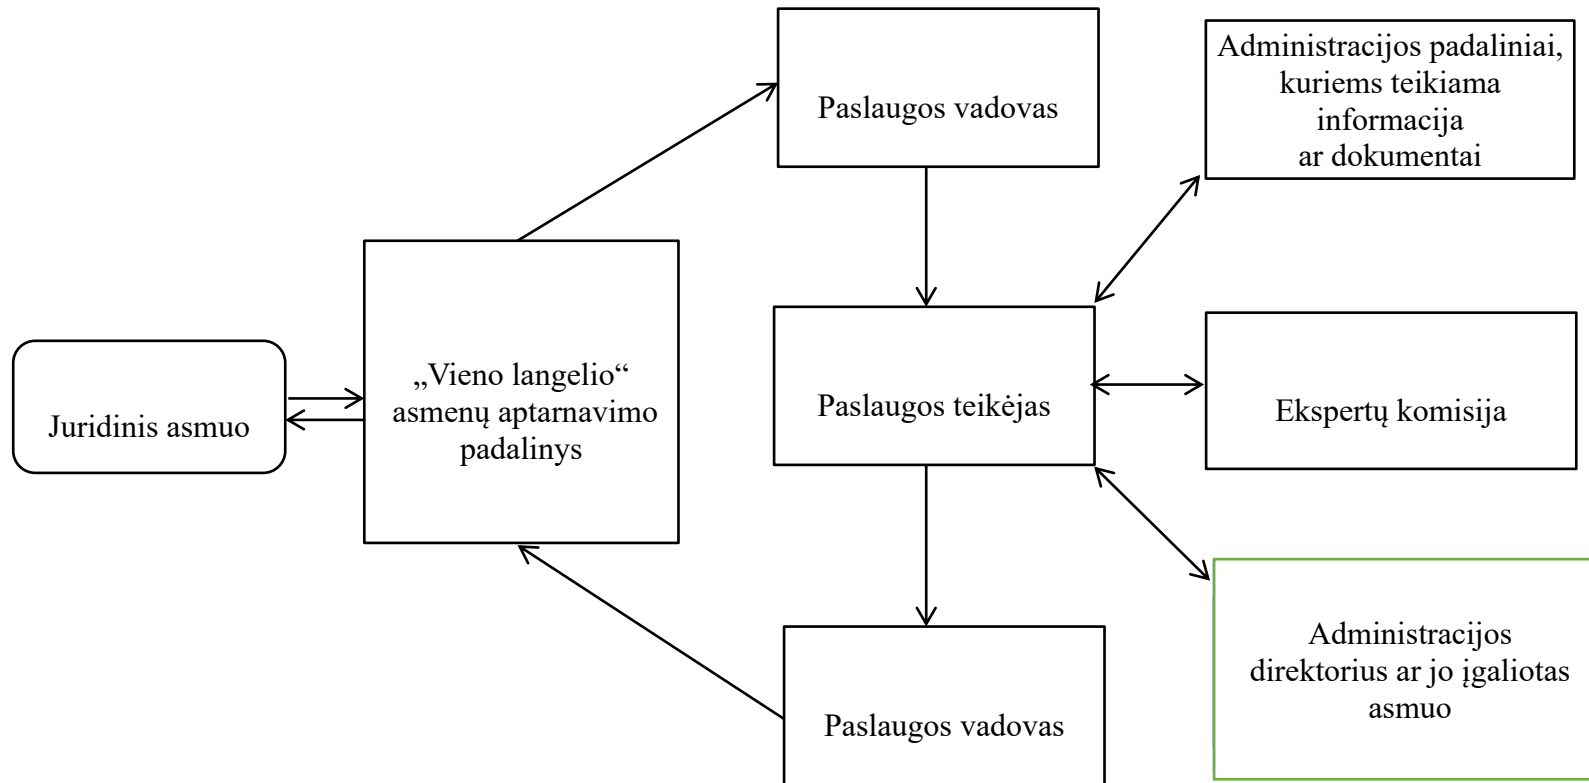 Paslaugos vadovas
Administracijos padaliniai,
kuriems teikiama
informacija
ar dokumentai
Juridinis asmuo
„Vieno langelio“
asmenų aptarnavimo
padalinys
Paslaugos teikėjas
Ekspertų komisija
Paslaugos vadovas
Administracijos
direktorius ar jo įgaliotas
asmuo